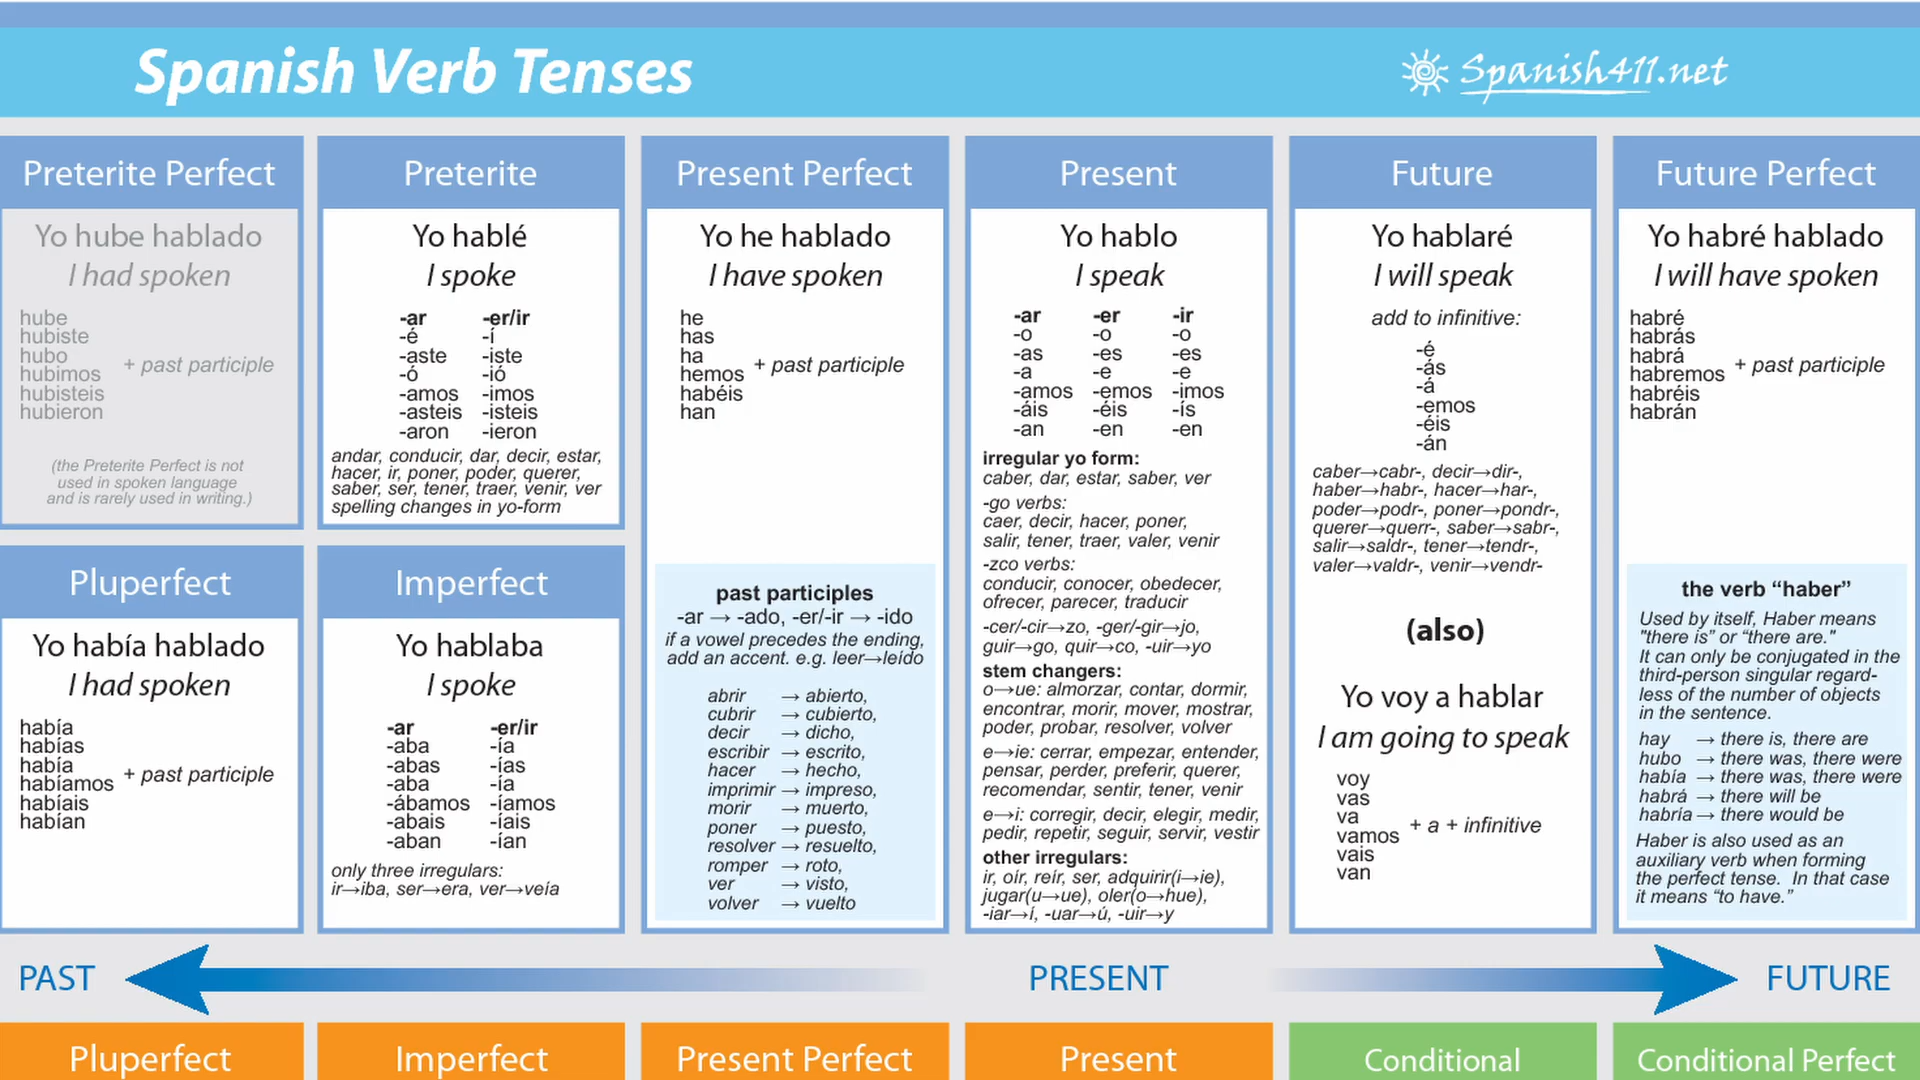 Spanish Verb Tenses
Spanish411.net
Preterite Perfect
Yo hube hablado
I had spoken
hube
hubiste
hubo
hubimos
hubisteis
hubieron
+ past participle
(the Preterite Perfect is not
used in spoken language
and is rarely used in writing.)
Preterite
Yo hablé
I spoke
-ar -er/ir
-é -í
-aste -iste
-ó -ió
-amos -imos
-asteis -isteis
-aron -ieron
andar, conducir, dar, decir, estar,
hacer, ir, poner, poder, querer,
saber, ser, tener, traer, venir, ver
spelling changes in yo-form
Pluperfect
Yo había hablado
I had spoken
había
habías
había
habíamos
habíais
habían
+ past participle
Imperfect
Yo hablaba
I spoke
-ar -er/ir
-aba -ía
-abas -ías
-aba -ía
-ábamos -íamos
-abais -íais
-aban -ían
only three irregulars:
ir→iba, ser→era, ver→veía
Present Perfect
Yo he hablado
I have spoken
he
has
ha
hemos
habéis
han
+ past participle
past participles
-ar → -ado, -er/-ir → -ido
if a vowel precedes the ending,
add an accent. e.g. leer→leído
abrir → abierto,
cubrir → cubierto,
decir → dicho,
escribir → escrito,
hacer → hecho,
imprimir → impreso,
morir → muerto,
poner → puesto,
resolver → resuelto,
romper → roto,
ver → visto,
volver → vuelto
Present
Yo hablo
I speak
-ar -er -ir
-o -o -o
-as -es -es
-a -e -e
-amos -emos -imos
-áis -éis -ís
-an -en -en
irregular yo form:
caber, dar, estar, saber, ver
-go verbs:
caer, decir, hacer, poner,
salir, tener, traer, valer, venir
-zco verbs:
conducir, conocer, obedecer,
ofrecer, parecer, traducir
-cer/-cir→zo, -ger/-gir→jo,
guir→go, quir→co, -uir→yo
stem changers:
o→ue: almorzar, contar, dormir,
encontrar, morir, mover, mostrar,
poder, probar, resolver, volver
e→ie: cerrar, empezar, entender,
pensar, perder, preferir, querer,
recomendar, sentir, tener, venir
e→i: corregir, decir, elegir, medir,
pedir, repetir, seguir, servir, vestir
other irregulars:
ir, oír, reír, ser, adquirir(i→ie),
jugar(u→ue), oler(o→hue),
-iar→í, -uar→ú, -uir→y
Future
Yo hablaré
I will speak
add to infinitive:
-é
-ás
-á
-emos
-éis
-án
caber→cabr-, decir→dir-,
haber→habr-, hacer→har-,
poder→podr-, poner→pondr-,
querer→querr-, saber→sabr-,
salir→saldr-, tener→tendr-,
valer→valdr-, venir→vendr-
(also)
Yo voy a hablar
I am going to speak
voy
vas
va
vamos
vais
van
+ a + infinitive
Future Perfect
Yo habré hablado
I will have spoken
habré
habrás
habrá
habremos
habréis
habrán
+ past participle
the verb “haber”
Used by itself, Haber means
"there is” or “there are."
It can only be conjugated in the
third-person singular regard-
less of the number of objects
in the sentence.
hay → there is, there are
hubo → there was, there were
había → there was, there were
habrá → there will be
habría → there would be
Haber is also used as an
auxiliary verb when forming
the perfect tense. In that case
it means “to have.”
PAST PRESENT FUTURE
Pluperfect
Imperfect
Present Perfect
Present
Conditional
Conditional Perfect